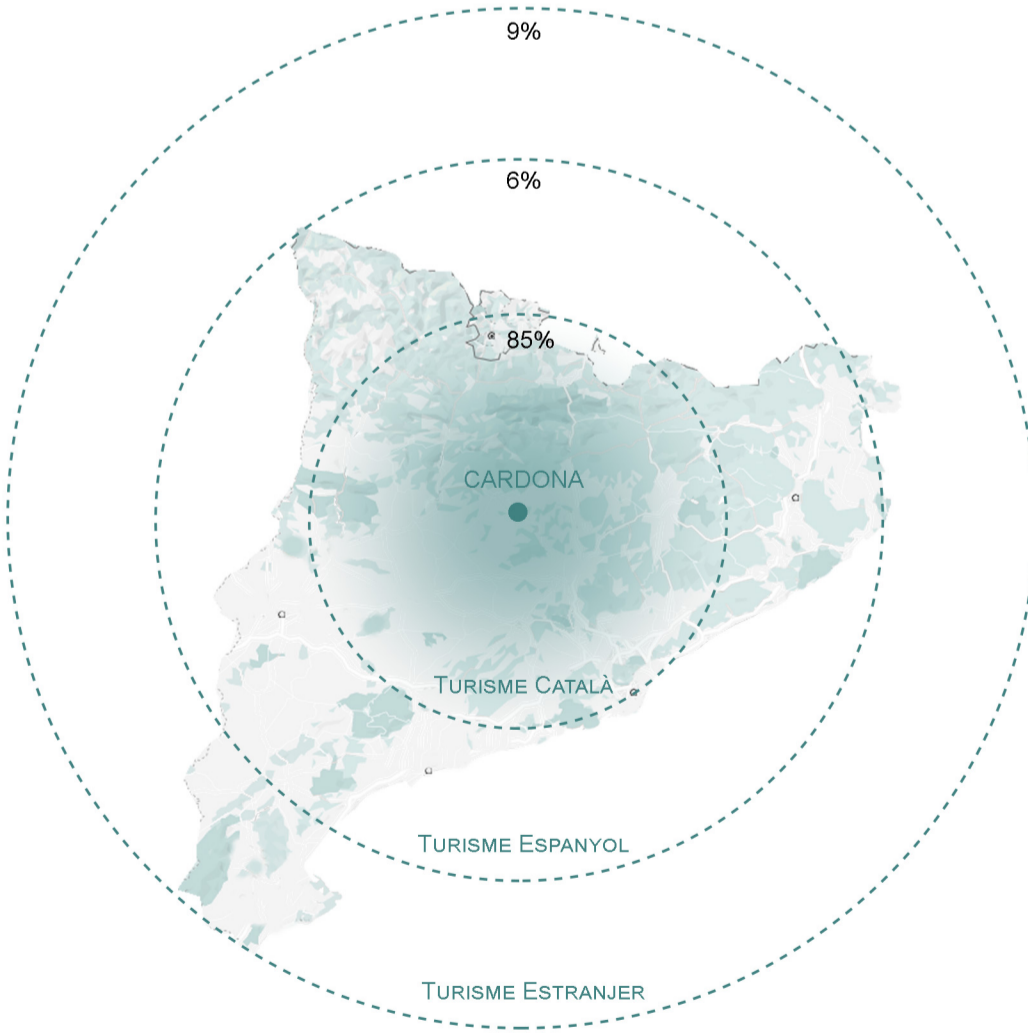 9%
6%
85%
CARDONA
TURISME CATALÀ
TURISME ESPANYOL
TURISME ESTRANJER